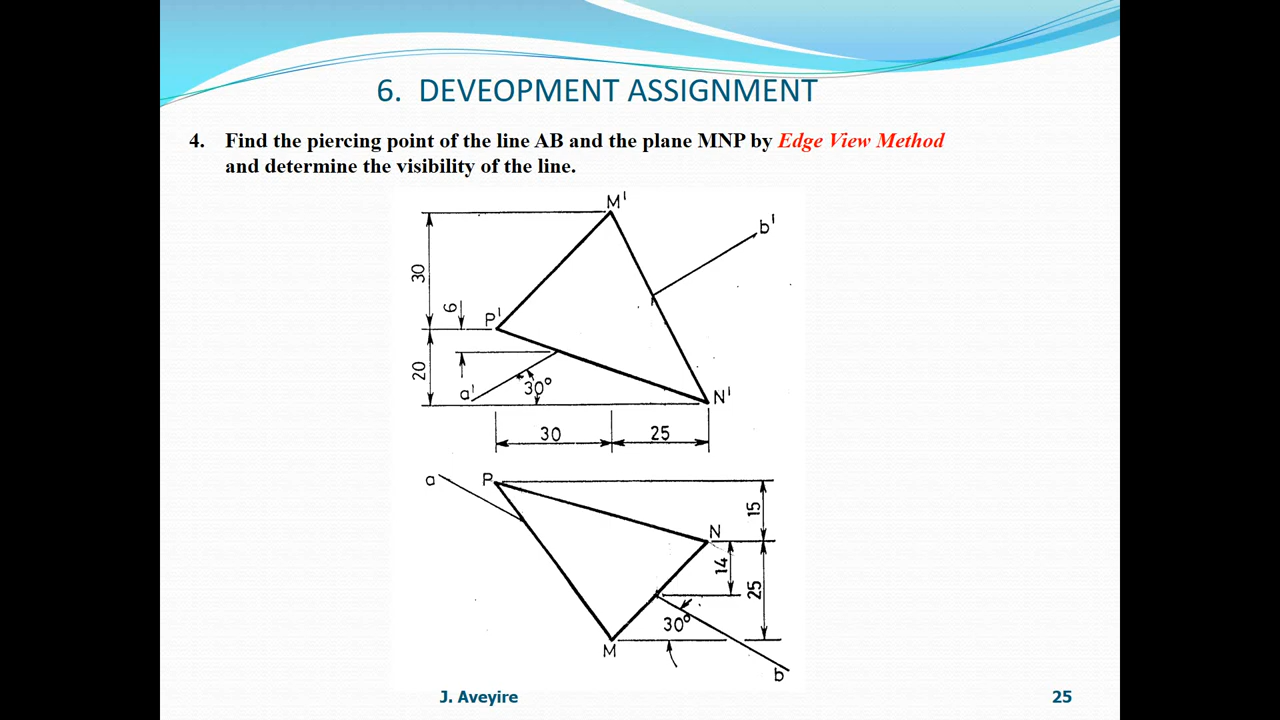 6. DEVEOPMENT ASSIGNMENT
4. Find the piercing point of the line AB and the plane MNP by Edge View Method
and determine the visibility of the line.
M'
b'
30
6
P'
20
a'
30°
N'
30
25
a
P
15
N
14
25
30°
M
b
J. Aveyire
25